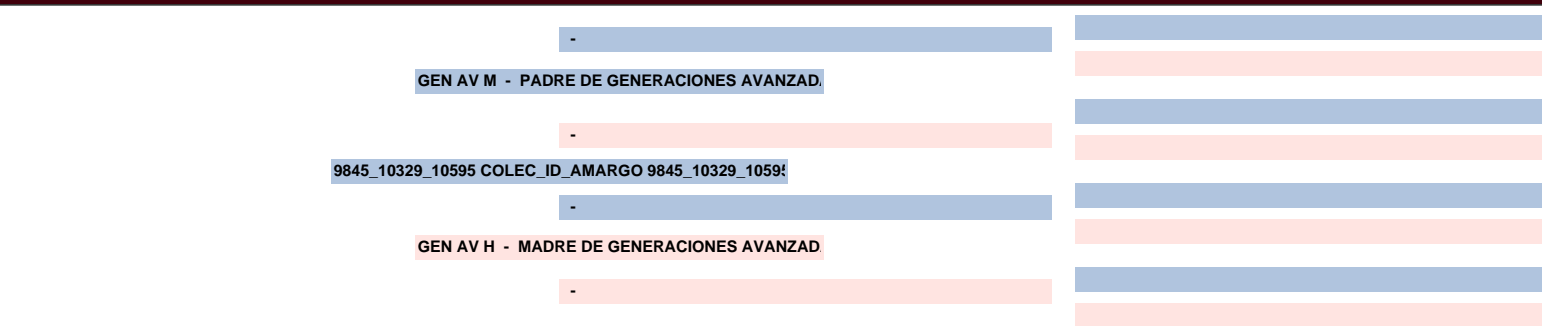 -
GEN AV M - PADRE DE GENERACIONES AVANZAD
-
9845_10329_10595 COLEC_ID_AMARGO 9845_10329_1059
-
GEN AV H - MADRE DE GENERACIONES AVANZAD
-